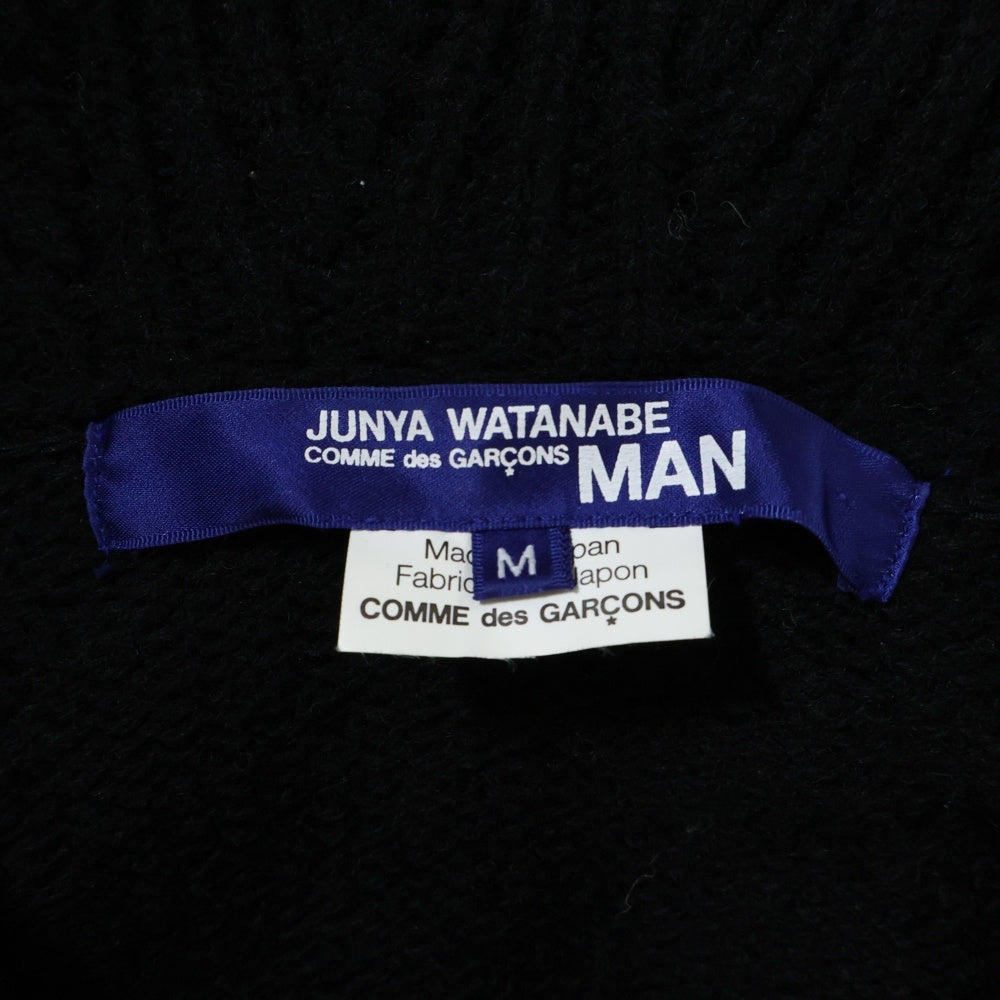 JUNYA WATANABE
COMME des GARÇONS MAN
M
COMME des GARÇONS